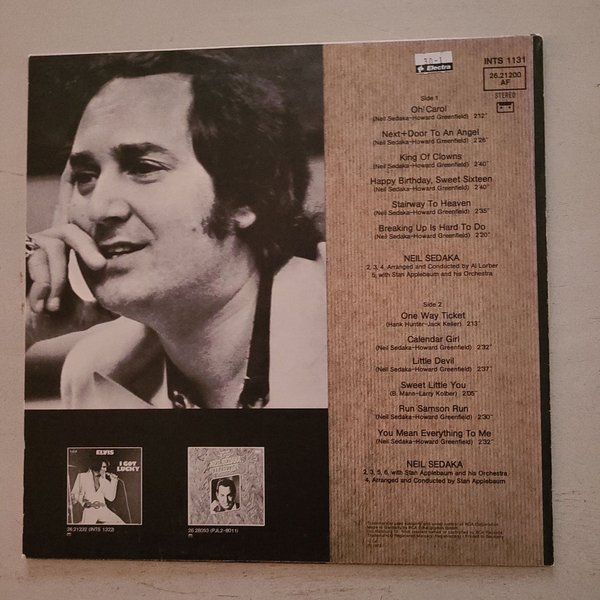 30-1
Electra
INTS 1131
26.21200
AF
STEREO
Side 1
Oh! Carol
(Neil Sedaka-Howard Greenfield) 2'12"
Next Door To An Angel
(Neil Sedaka-Howard Greenfield) 2'26"
King Of Clowns
(Neil Sedaka-Howard Greenfield) 2'40"
Happy Birthday, Sweet Sixteen
(Neil Sedaka-Howard Greenfield) 2'40"
Stairway To Heaven
(Neil Sedaka-Howard Greenfield) 2'35"
Breaking Up Is Hard To Do
(Neil Sedaka-Howard Greenfield) 2'20"
NEIL SEDAKA
2, 3, 4, Arranged and Conducted by Al Lorber
5, with Stan Applebaum and his Orchestra
Side 2
One Way Ticket
(Hank Hunter-Jack Keller) 2'13"
Calendar Girl
(Neil Sedaka-Howard Greenfield) 2'32"
Little Devil
(Neil Sedaka-Howard Greenfield) 2'37"
Sweet Little You
(B. Mann-Larry Kolber) 2'05"
Run Samson Run
(Neil Sedaka-Howard Greenfield) 2'30"
You Mean Everything To Me
(Neil Sedaka-Howard Greenfield) 2'32"
NEIL SEDAKA
2, 3, 5, 6, with Stan Applebaum and his Orchestra
4, Arranged and Conducted by Stan Applebaum
ELVIS
I GOT
LUCKY
26.21232 (INTS 1322)
26.28053 (PJL2-8011)